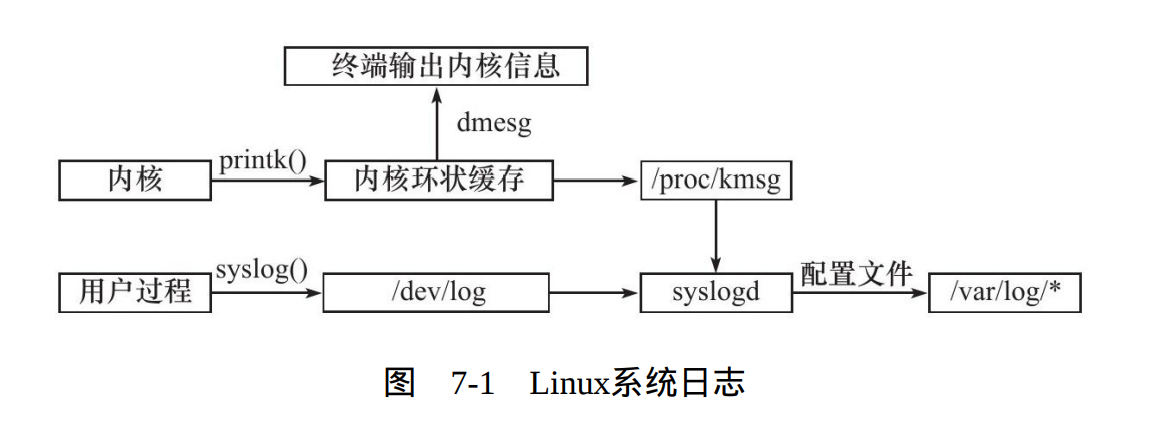 终端输出内核信息
dmesg
内核 printk() 内核环状缓存 /proc/kmsg
用户过程 syslog() /dev/log syslogd 配置文件 /var/log/*
图 7-1 Linux系统日志